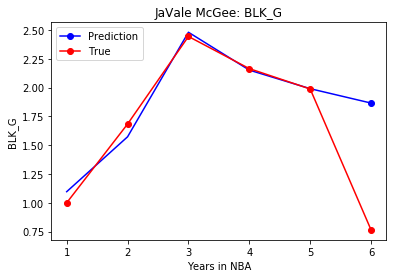 JaVale McGee: BLK_G
Prediction
True
2.50
2.25
2.00
1.75
1.50
1.25
1.00
0.75
BLK_G
1 2 3 4 5 6
Years in NBA